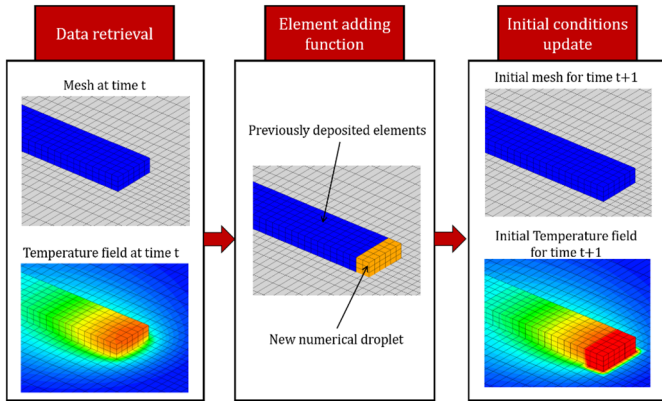 Data retrieval
Mesh at time t
Temperature field at time t
Element adding
function
Previously deposited elements
New numerical droplet
Initial conditions
update
Initial mesh for time t+1
Initial Temperature field
for time t+1